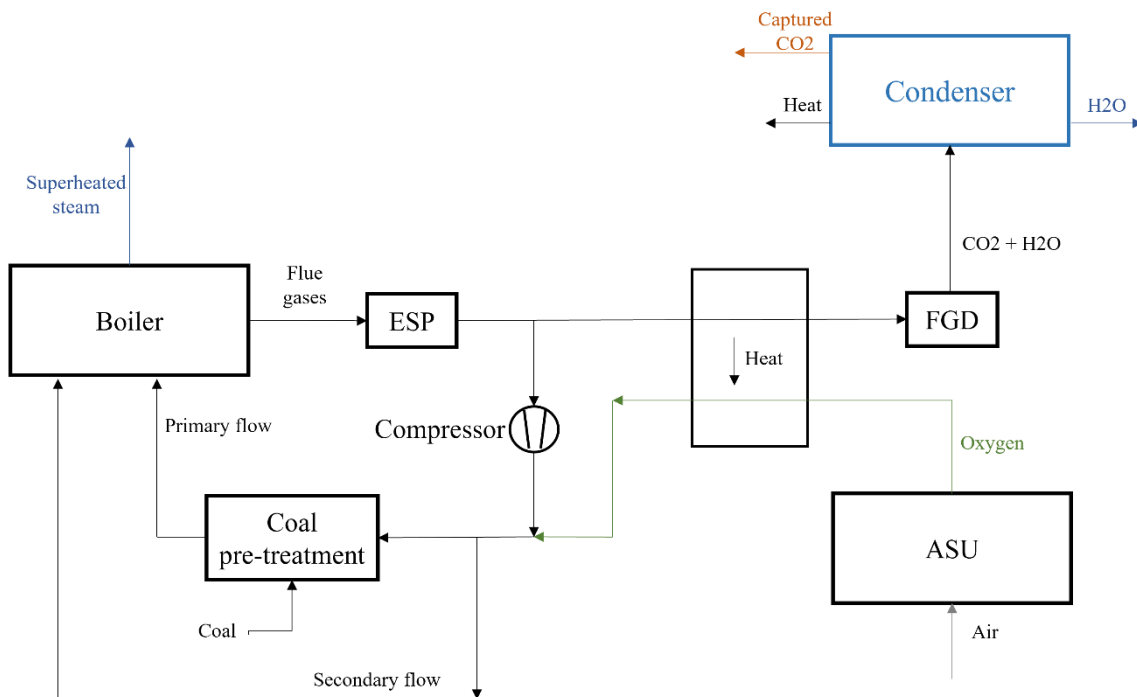 Captured
CO2
Condenser
Heat
H2O
Superheated
steam
CO2 + H2O
Flue
gases
Boiler
ESP
FGD
Heat
Primary flow
Compressor
Oxygen
Coal
pre-treatment
ASU
Coal
Air
Secondary flow